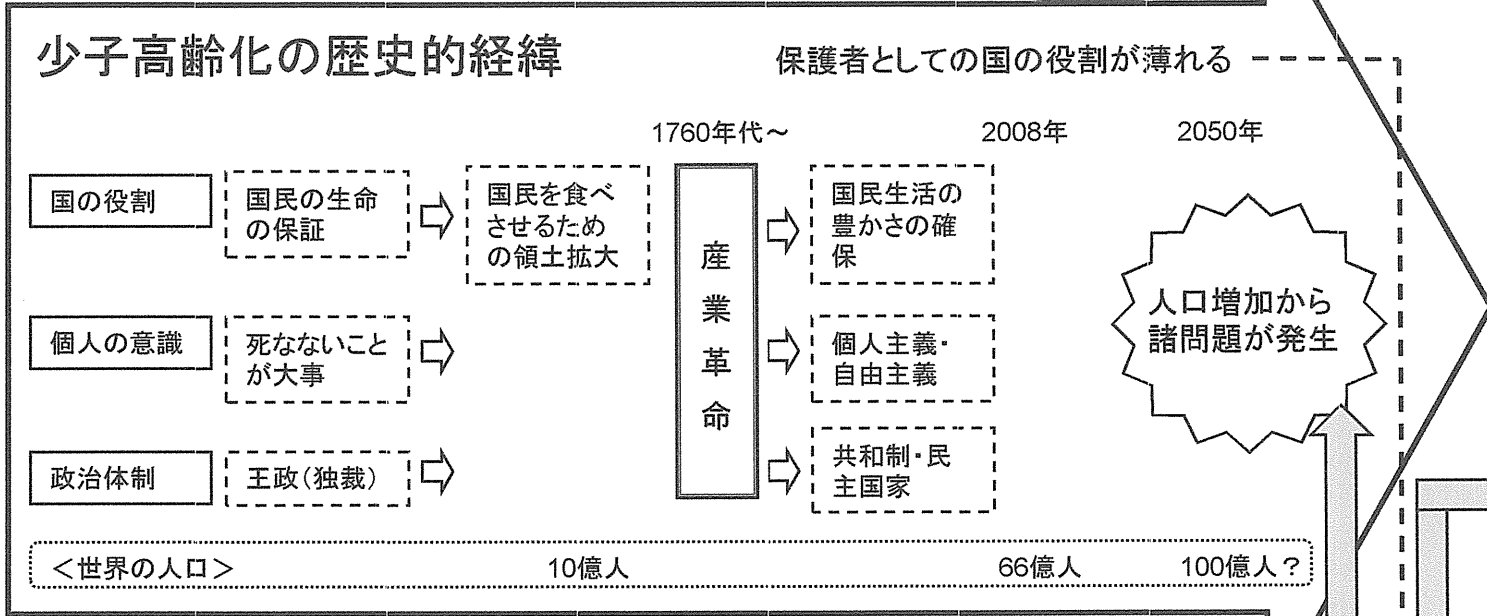 少子高齢化の歴史的経緯
保護者としての国の役割が薄れる
1760年代～
2008年
2050年
国の役割
国民の生命
の保証
国民を食べ
させるため
の領土拡大
産業革命
国民生活の
豊かさの確
保
人口増加から
諸問題が発生
個人の意識
死なないこと
が大事
個人主義・
自由主義
政治体制
王政（独裁）
共和制・民
主国家
＜世界の人口＞
10億人
66億人
100億人？